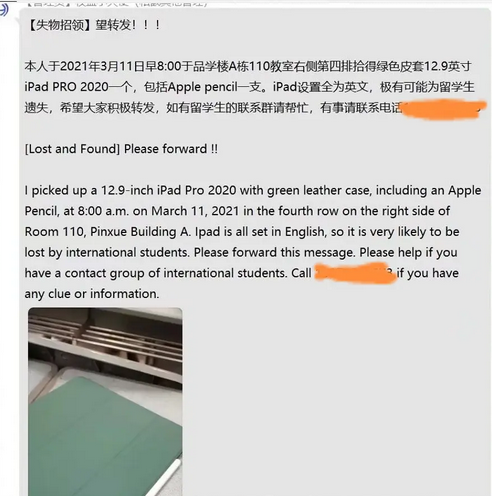 【失物招领】望转发！！！
本人于2021年3月11日早8:00于品学楼A栋110教室右侧第四排拾得绿色皮套12.9英寸
iPad PRO 2020一个，包括Apple pencil一支。iPad设置全为英文，极有可能为留学生
遗失，希望大家积极转发，如有留学生的联系群请帮忙，有事请联系电话
[Lost and Found] Please forward !!
I picked up a 12.9-inch iPad Pro 2020 with green leather case, including an Apple
Pencil, at 8:00 a.m. on March 11, 2021 in the fourth row on the right side of
Room 110, Pinxue Building A. Ipad is all set in English, so it is very likely to be
lost by international students. Please forward this message. Please help if you
have a contact group of international students. Call
if you have
any clue or information.